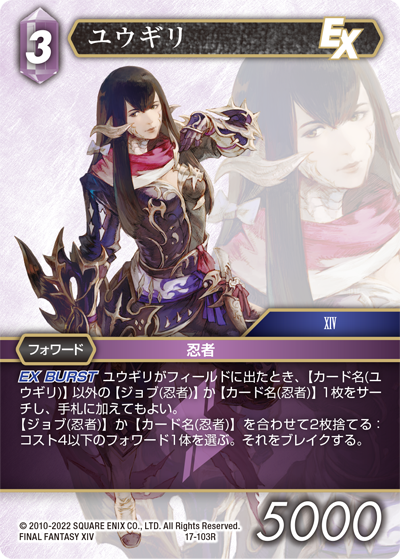 3
ユウギリ
EX
XIV
フォワード
忍者
EX BURST ユウギリがフィールドに出たとき、【カード名(ユ
ウギリ)】以外の【ジョブ(忍者)】か【カード名(忍者)】1枚をサー
チし、手札に加えてもよい。
【ジョブ(忍者)】か【カード名(忍者)】を合わせて2枚捨てる：
コスト4以下のフォワード1体を選ぶ。それをブレイクする。
© 2010-2022 SQUARE ENIX CO., LTD. All Rights Reserved.
FINAL FANTASY XIV
17-103R
5000